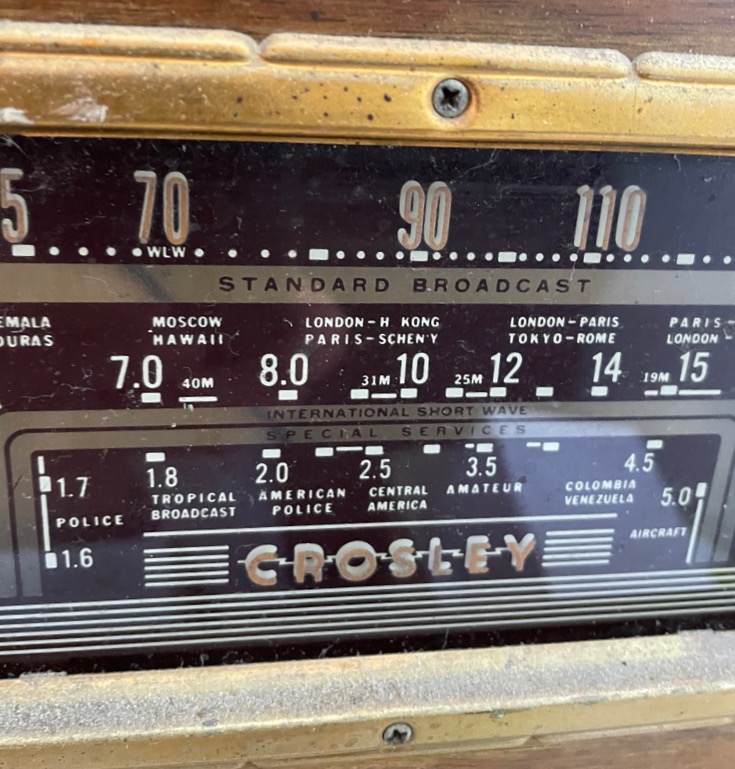 5 70 90 110
WLW
STANDARD BROADCAST
EMALA MOSCOW LONDON-H KONG LONDON-PARIS PARIS-
DURAS HAWAII PARIS-SCHEN'Y TOKYO-ROME LONDON-
7.0 40M 8.0 31M 10 25M 12 14 19M 15
INTERNATIONAL SHORT WAVE
SPECIAL SERVICES
1.7 1.8 2.0 2.5 3.5 4.5 5.0
TROPICAL AMERICAN CENTRAL AMATEUR COLOMBIA
BROADCAST POLICE AMERICA VENEZUELA
POLICE AIRCRAFT
1.6
CROSLEY